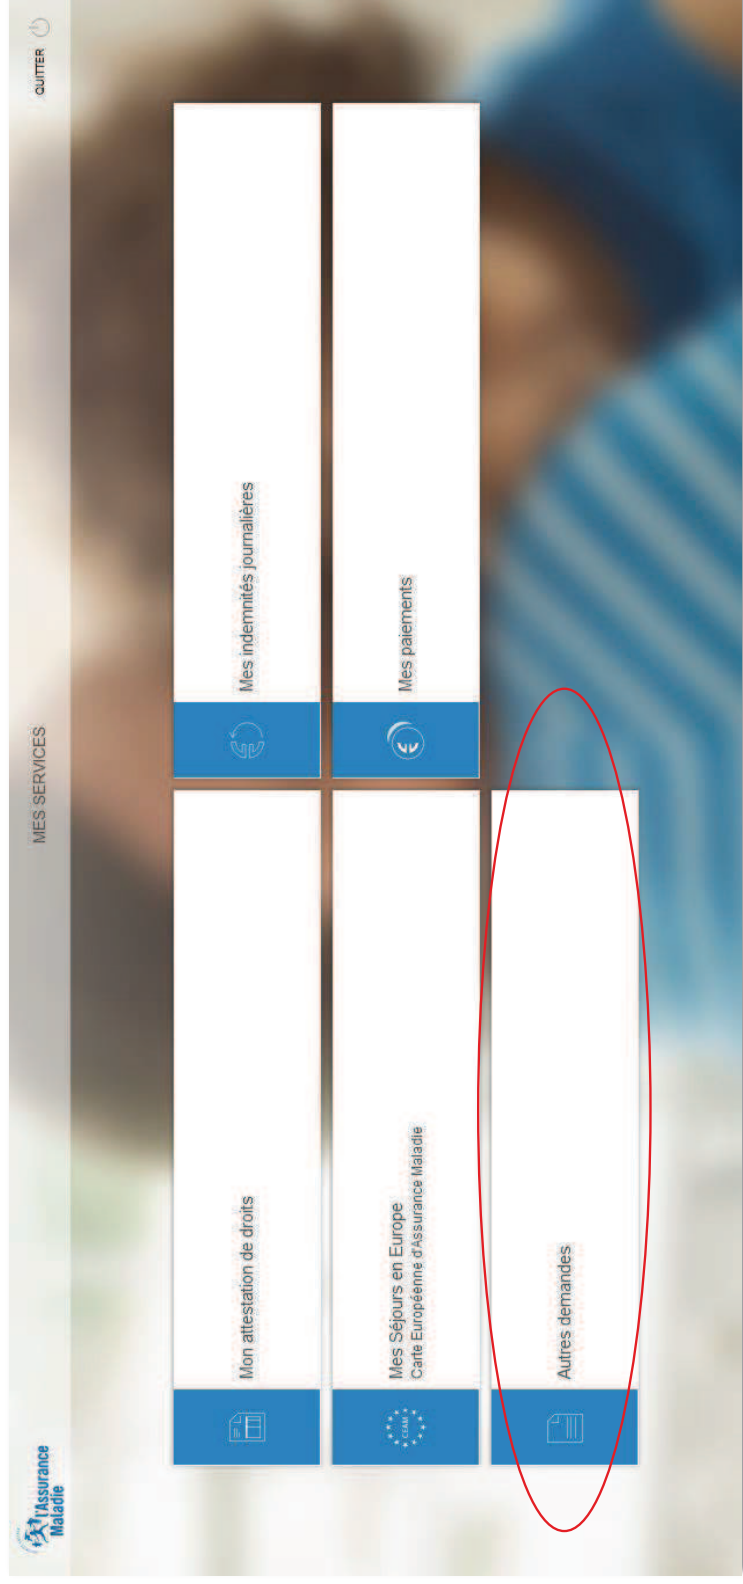 l'Assurance
Maladie
MES SERVICES
QUITTER
Mon attestation de droits
Mes indemnités journalières
CEAM
Mes Séjours en Europe
Carte Européenne d'Assurance Maladie
Mes paiements
Autres demandes